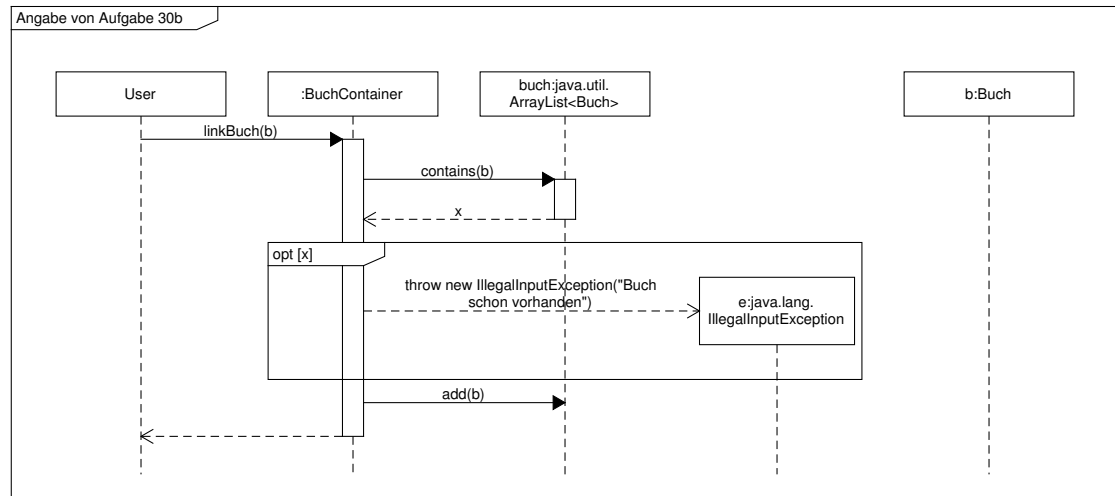 Angabe von Aufgabe 30b
User
:BuchContainer
buch:java.util.
ArrayList<Buch>
b:Buch
linkBuch(b)
contains(b)
x
opt [x]
throw new IllegalInputException("Buch
schon vorhanden")
e:java.lang.
IllegalInputException
add(b)